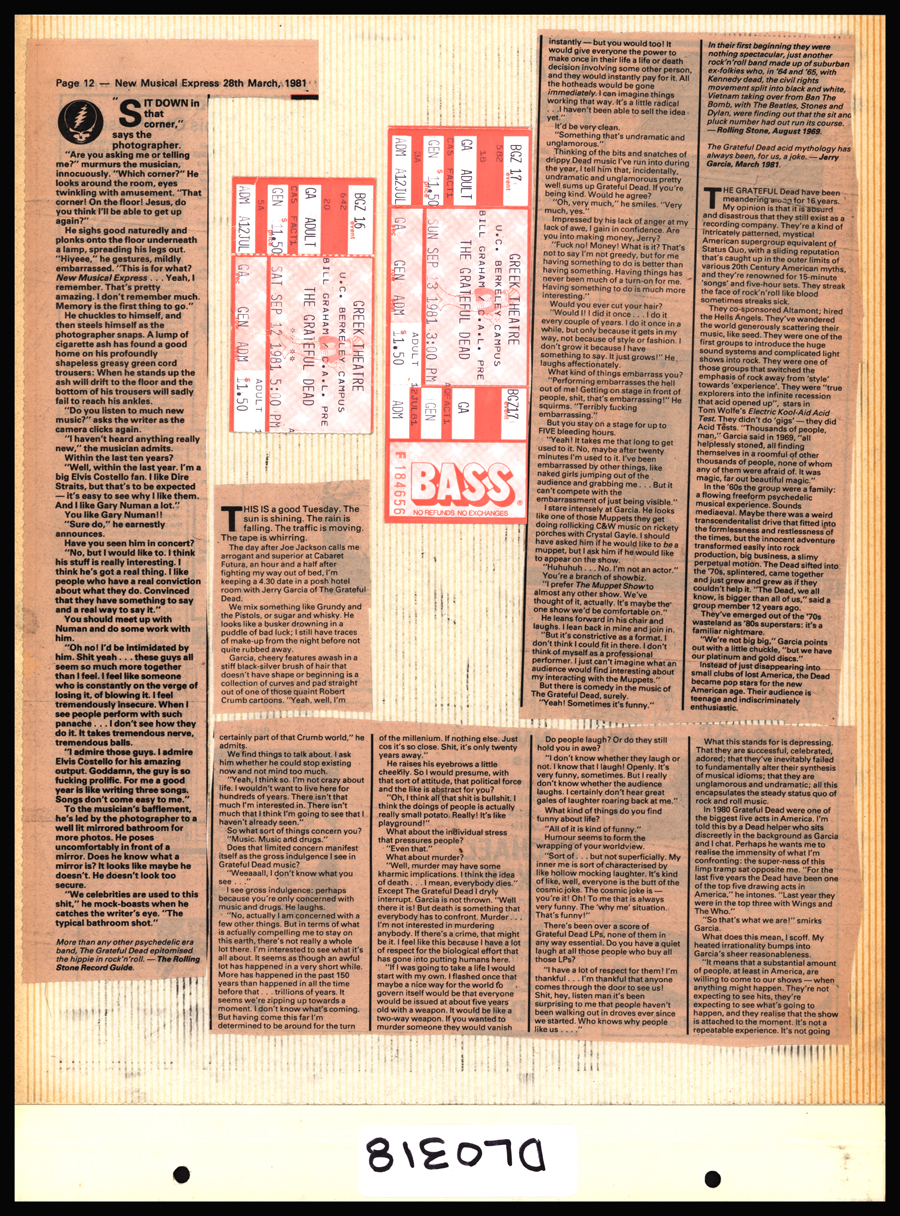 Page 12 — New Musical Express 28th March, 1981
"SIT DOWN in
that
corner,"
says the
photographer.
"Are you asking me or telling
me?" murmurs the musician,
innocuously. "Which corner?" He
looks around the room, eyes
twinkling with amusement. "That
corner! On the floor! Jesus, do
you think I'll be able to get up
again?"
He sighs good naturedly and
plonks onto the floor underneath
a lamp, spreading his legs out.
"Hiyeee," he gestures, mildly
embarrassed. "This is for what?
New Musical Express . . . Yeah, I
remember. That's pretty
amazing. I don't remember much.
Memory is the first thing to go."
He chuckles to himself, and
then steels himself as the
photographer snaps. A lump of
cigarette ash has found a good
home on his profoundly
shapeless greasy green cord
trousers: When he stands up the
ash will drift to the floor and the
bottom of his trousers will sadly
fail to reach his ankles.
"Do you listen to much new
music?" asks the writer as the
camera clicks again.
"I haven't heard anything really
new," the musician admits.
Within the last ten years?
"Well, within the last year. I'm a
big Elvis Costello fan. I like Dire
Straits, but that's to be expected
— it's easy to see why I like them.
And I like Gary Numan a lot."
You like Gary Numan!!
"Sure do," he earnestly
announces.
Have you seen him in concert?
"No, but I would like to. I think
his stuff is really interesting. I
think he's got a real thing. I like
people who have a real conviction
about what they do. Convinced
that they have something to say
and a real way to say it."
You should meet up with
Numan and do some work with
him.
"Oh no! I'd be intimidated by
him. Shit yeah . . . these guys all
seem so much more together
than I feel. I feel like someone
who is constantly on the verge of
losing it, of blowing it. I feel
tremendously insecure. When I
see people perform with such
panache . . . I don't see how they
do it. It takes tremendous nerve,
tremendous balls.
"I admire those guys. I admire
Elvis Costello for his amazing
output. Goddamn, the guy is so
fucking prolific. For me a good
year is like writing three songs.
Songs don't come easy to me."
To the musician's bafflement,
he's led by the photographer to a
well lit mirrored bathroom for
more photos. He poses
uncomfortably in front of a
mirror. Does he know what a
mirror is? It looks like maybe he
doesn't. He doesn't look too
secure.
"We celebrities are used to this
shit," he mock-boasts when he
catches the writer's eye. "The
typical bathroom shot."
More than any other psychedelic era
band, The Grateful Dead epitomised
the hippie in rock'n'roll. — The Rolling
Stone Record Guide.
BGZ 16
event
642
20
GA ADULT
CAS FACT1
GEN $11.50
5A
ADM A12JUL
GREEK THEATRE
U.C. BERKELEY CAMPUS
BILL GRAHAM / C.A.L. PRE
THE GRATEFUL DEAD
SAT SEP 12 1981 5:00 PM
GA GEN ADM $11.50
ADULT
BGZ 17
event
582
18
GA ADULT
CAS FACT1
GEN $11.50
0A
ADM A12JUL
GREEK THEATRE
U.C. BERKELEY CAMPUS
BILL GRAHAM / C.A.L. PRE
THE GRATEFUL DEAD
SUN SEP 3 1981 3:00 PM
ADULT
GA GEN ADM $11.50
BGZ17
GA
GEN
ADM
BASS
F184656
NO REFUNDS. NO EXCHANGES
THIS IS a good Tuesday. The
sun is shining. The rain is
falling. The traffic is moving.
The tape is whirring.
The day after Joe Jackson calls me
arrogant and superior at Cabaret
Futura, an hour and a half after
fighting my way out of bed, I'm
keeping a 4.30 date in a posh hotel
room with Jerry Garcia of The Grateful
Dead.
We mix something like Grundy and
the Pistols, or sugar and whisky. He
looks like a busker drowning in a
puddle of bad luck; I still have traces
of make-up from the night before not
quite rubbed away.
Garcia, cheery features awash in a
stiff black-silver brush of hair that
doesn't have shape or beginning is a
collection of curves and pad straight
out of one of those quaint Robert
Crumb cartoons. "Yeah, well, I'm
certainly part of that Crumb world," he
admits.
We find things to talk about. I ask
him whether he could stop existing
now and not mind too much.
"Yeah, I think so. I'm not crazy about
life. I wouldn't want to live here for
hundreds of years. There isn't that
much I'm interested in. There isn't
much that I think I'm going to see that I
haven't already seen."
So what sort of things concern you?
"Music. Music and drugs."
Does that limited concern manifest
itself as the gross indulgence I see in
Grateful Dead music?
"Weeaaall, I don't know what you
see . . ."
I see gross indulgence; perhaps
because you're only concerned with
music and drugs. He laughs.
"No, actually I am concerned with a
few other things. But in terms of what
is actually compelling me to stay on
this earth, there's not really a whole
lot there. I'm interested to see what it's
all about. It seems as though an awful
lot has happened in a very short while.
More has happened in the past 150
years than happened in all the time
before that . . . trillions of years. It
seems we're zipping up towards a
moment. I don't know what's coming.
But having come this far I'm
determined to be around for the turn
of the millenium. If nothing else. Just
cos it's so close. Shit, it's only twenty
years away."
He raises his eyebrows a little
cheekily. So I would presume, with
that sort of attitude, that political force
and the like is abstract for you?
"Oh, I think all that shit is bullshit. I
think the doings of people is actually
really small potato. Really! It's like
playground!"
What about the individual stress
that pressures people?
"Even that."
What about murder?
"Well, murder may have some
kharmic implications. I think the idea
of death . . . I mean, everybody dies."
Except The Grateful Dead I dryly
interrupt. Garcia is not thrown. "Well
there it is! But death is something that
everybody has to confront. Murder . . .
I'm not interested in murdering
anybody. If there's a crime, that might
be it. I feel like this because I have a lot
of respect for the biological effort that
has gone into putting humans here.
"If I was going to take a life I would
start with my own. I flashed once that
maybe a nice way for the world to
govern itself would be that everyone
would be issued at about five years
old with a weapon. It would be like a
two-way weapon. If you wanted to
murder someone they would vanish
instantly — but you would too! It
would give everyone the power to
make once in their life a life or death
decision involving some other person,
and they would instantly pay for it. All
the hotheads would be gone
immediately. I can imagine things
working that way. It's a little radical
. . . I haven't been able to sell the idea
yet."
It'd be very clean.
"Something that's undramatic and
unglamorous."
Thinking of the bits and snatches of
drippy Dead music I've run into during
the year, I tell him that, incidentally,
undramatic and unglamorous pretty
well sums up Grateful Dead. If you're
being kind. Would he agree?
"Oh, very much," he smiles. "Very
much, yes."
Impressed by his lack of anger at my
lack of awe, I gain in confidence. Are
you into making money, Jerry?
"Fuck no! Money! What is it? That's
not to say I'm not greedy, but for me
having something to do is better than
having something. Having things has
never been much of a turn-on for me.
Having something to do is much more
interesting."
Would you ever cut your hair?
"Would I! I did it once . . . I do it
every couple of years. I do it once in a
while, but only because it gets in my
way, not because of style or fashion. I
don't grow it because I have
something to say. It just grows!" He
laughs affectionately.
What kind of things embarrass you?
"Performing embarrasses the hell
out of me! Getting on stage in front of
people, shit, that's embarrassing!" He
squirms. "Terribly fucking
embarrassing."
But you stay on a stage for up to
FIVE bleeding hours.
"Yeah! It takes me that long to get
used to it. No, maybe after twenty
minutes I'm used to it. I've been
embarrassed by other things, like
naked girls jumping out of the
audience and grabbing me . . . But it
can't compete with the
embarrassment of just being visible."
I stare intensely at Garcia. He looks
like one of those Muppets they get
doing rollicking C&W music on rickety
porches with Crystal Gayle. I should
have asked him if he would like to be a
muppet, but I ask him if he would like
to appear on the show.
"Huhuhuh . . . No. I'm not an actor."
You're a branch of showbiz.
"I prefer The Muppet Show to
almost any other show. We've
thought of it, actually. It's maybe the
one show we'd be comfortable on."
He leans forward in his chair and
laughs. I lean back in mine and join in.
"But it's constrictive as a format. I
don't think I could fit in there. I don't
think of myself as a professional
performer. I just can't imagine what an
audience would find interesting about
my interacting with the Muppets."
But there is comedy in the music of
The Grateful Dead, surely.
"Yeah! Sometimes it's funny."
Do people laugh? Or do they still
hold you in awe?
"I don't know whether they laugh or
not. I know that I laugh! Openly. It's
very funny, sometimes. But I really
don't know whether the audience
laughs. I certainly don't hear great
gales of laughter roaring back at me."
What kind of things do you find
funny about life?
"All of it is kind of funny."
Humour seems to form the
wrapping of your worldview.
"Sort of . . . but not superficially. My
inner me is sort of characterised by
like hollow mocking laughter. It's kind
of like, well, everyone is the butt of the
cosmic joke. The cosmic joke is —
you're it! Oh! To me that is always
very funny. The 'why me' situation.
That's funny!"
There's been over a score of
Grateful Dead LPs, none of them in
any way essential. Do you have a quiet
laugh at all those people who buy all
those LPs?
"I have a lot of respect for them! I'm
thankful . . . I'm thankful that anyone
comes through the door to see us!
Shit, hey, listen man it's been
surprising to me that people haven't
been walking out in droves ever since
we started. Who knows why people
like us . . . ."
In their first beginning they were
nothing spectacular, just another
rock'n'roll band made up of suburban
ex-folkies who, in '64 and '65, with
Kennedy dead, the civil rights
movement split into black and white,
Vietnam taking over from Ban The
Bomb, with The Beatles, Stones and
Dylan, were finding out that the sit and
pluck number had out run its course.
— Rolling Stone, August 1969.
The Grateful Dead acid mythology has
always been, for us, a joke. — Jerry
Garcia, March 1981.
THE GRATEFUL Dead have been
meandering along for 16 years.
My opinion is that it is absurd
and disastrous that they still exist as a
recording company. They're a kind of
intricately patterned, mystical
American supergroup equivalent of
Status Quo, with a sliding reputation
that's caught up in the outer limits of
various 20th Century American myths,
and they're renowned for 15-minute
'songs' and five-hour sets. They streak
the face of rock'n'roll like blood
sometimes streaks sick.
They co-sponsored Altamont; hired
the Hells Angels. They've wandered
the world generously scattering their
music, like seed. They were one of the
first groups to introduce the huge
sound systems and complicated light
shows into rock. They were one of
those groups that switched the
emphasis of rock away from 'style'
towards 'experience'. They were "true
explorers into the infinite recession
that acid opened up", stars in
Tom Wolfe's Electric Kool-Aid Acid
Test. They didn't do 'gigs' — they did
Acid Tests. "Thousands of people,
man," Garcia said in 1969, "all
helplessly stoned, all finding
themselves in a roomful of other
thousands of people, none of whom
any of them were afraid of. It was
magic, far out beautiful magic."
In the '60s the group were a family:
a flowing freeform psychedelic
musical experience. Sounds
mediaeval. Maybe there was a weird
transcendentalist drive that fitted into
the formlessness and restlessness of
the times, but the innocent adventure
transformed easily into rock
production, big business, a slimy
perpetual motion. The Dead sifted into
the '70s, splintered, came together
and just grew and grew as if they
couldn't help it. "The Dead, we all
know, is bigger than all of us," said a
group member 12 years ago.
They've emerged out of the '70s
wasteland as '80s superstars: it's a
familiar nightmare.
"We're not big big," Garcia points
out with a little chuckle, "but we have
our platinum and gold discs."
Instead of just disappearing into
small clubs of lost America, the Dead
became pop stars for the new
American age. Their audience is
teenage and indiscriminately
enthusiastic.
What this stands for is depressing.
That they are successful, celebrated,
adored; that they've inevitably failed
to fundamentally alter their synthesis
of musical idioms; that they are
unglamorous and undramatic; all this
encapsulates the steady status quo of
rock and roll music.
In 1980 Grateful Dead were one of
the biggest live acts in America. I'm
told this by a Dead helper who sits
discreetly in the background as Garcia
and I chat. Perhaps he wants me to
realise the immensity of what I'm
confronting: the super-ness of this
limp tramp sat opposite me. "For the
last five years the Dead have been one
of the top five drawing acts in
America," he intones. "Last year they
were in the top three with Wings and
The Who."
"So that's what we are!" smirks
Garcia.
What does this mean, I scoff. My
heated irrationality bumps into
Garcia's sheer reasonableness.
"It means that a substantial amount
of people, at least in America, are
willing to come to our shows — when
anything might happen. They're not
expecting to see hits, they're
expecting to see what's going to
happen, and they realise that the show
is attached to the moment. It's not a
repeatable experience. It's not going
DL0318